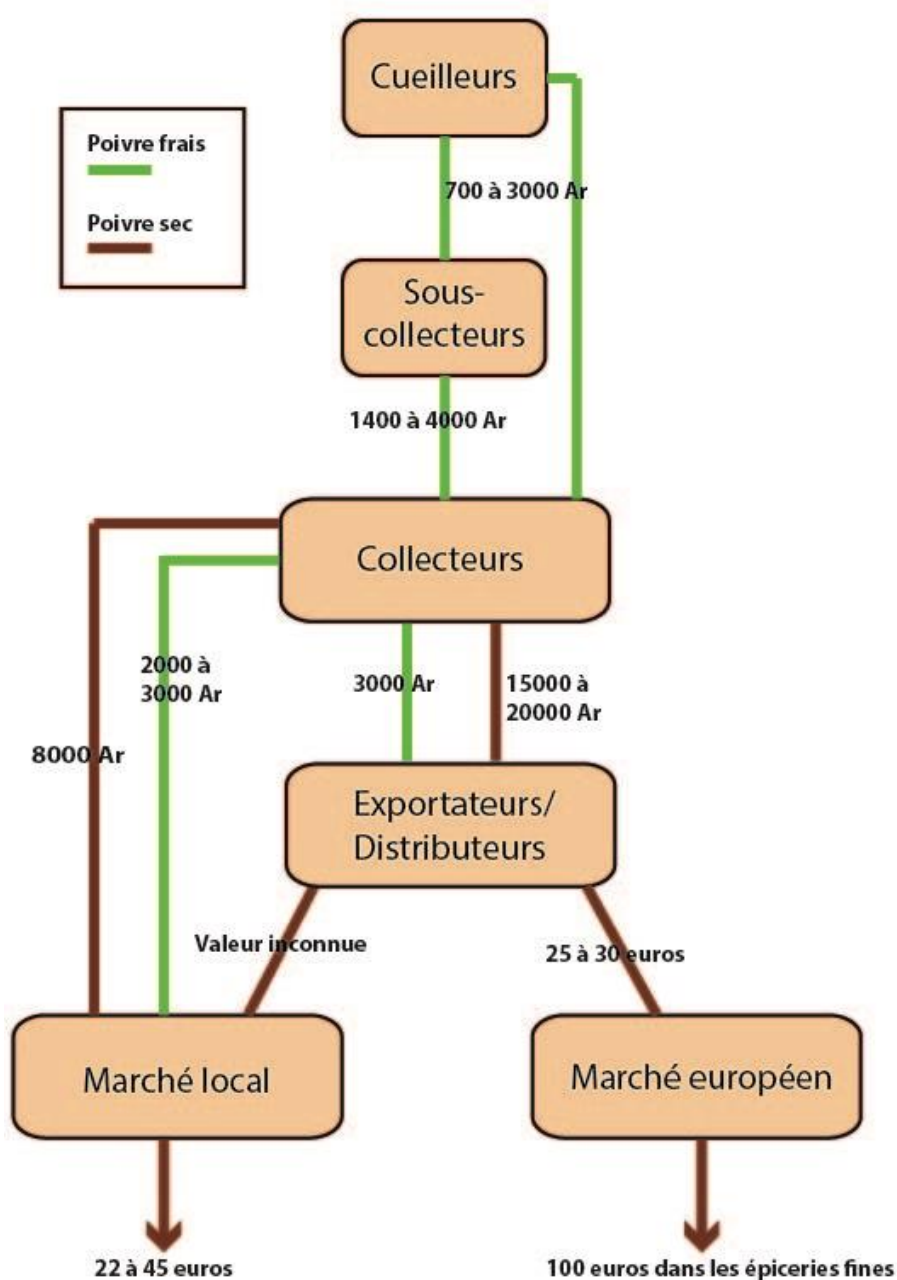 Cueilleurs
Poivre frais
Poivre sec
700 à 3000 Ar
Sous-
collecteurs
1400 à 4000 Ar
Collecteurs
2000 à
3000 Ar
3000 Ar
15000 à
20000 Ar
8000 Ar
Exportateurs/
Distributeurs
Valeur inconnue
25 à 30 euros
Marché local
Marché européen
22 à 45 euros
100 euros dans les épiceries fines